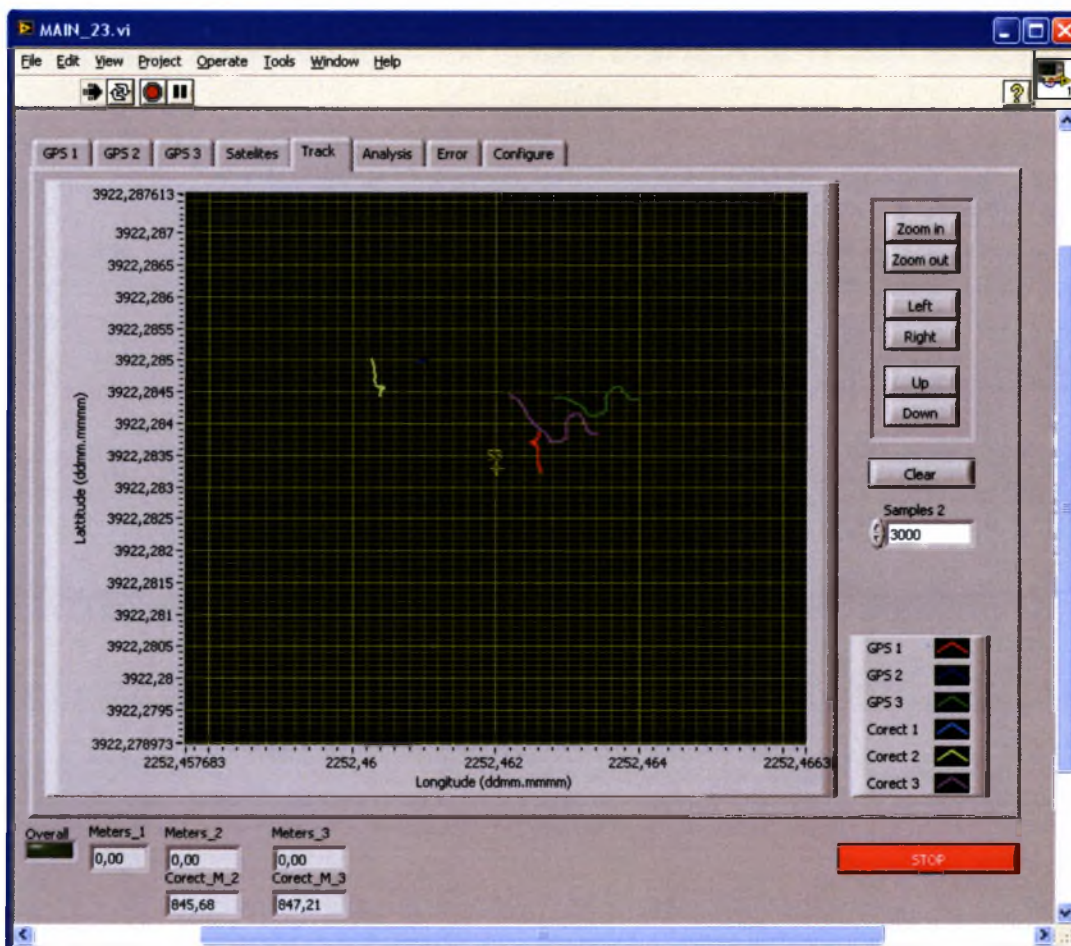 MAIN_23.vi
File Edit View Project Operate Tools Window Help
GPS 1 GPS 2 GPS 3 Satelites Track Analysis Error Configure
3922,287613
3922,287
3922,2865
3922,286
3922,2855
3922,285
3922,2845
3922,284
3922,2835
3922,283
3922,2825
3922,282
3922,2815
3922,281
3922,2805
3922,28
3922,2795
3922,278973
Lattitude (ddmm.mmmm)
2252,457683 2252,46 2252,462 2252,464 2252,4663
Longitude (ddmm.mmmm)
Zoom in
Zoom out
Left
Right
Up
Down
Clear
Samples 2
3000
GPS 1
GPS 2
GPS 3
Corect 1
Corect 2
Corect 3
Overall Meters_1 Meters_2 Meters_3
0,00 0,00 0,00
Corect_M_2 Corect_M_3
845,68 847,21
STOP